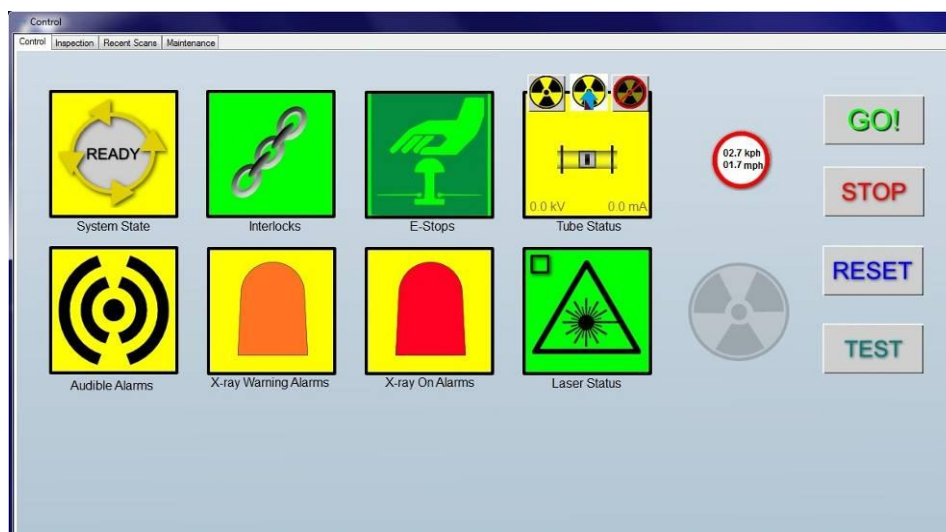 Control
Control Inspection Recent Scans Maintenance
READY
System State
Interlocks
E-Stops
0.0 kV 0.0 mA
Tube Status
02.7 kph
01.7 mph
GO!
STOP
Audible Alarms
X-ray Warning Alarms
X-ray On Alarms
Laser Status
RESET
TEST